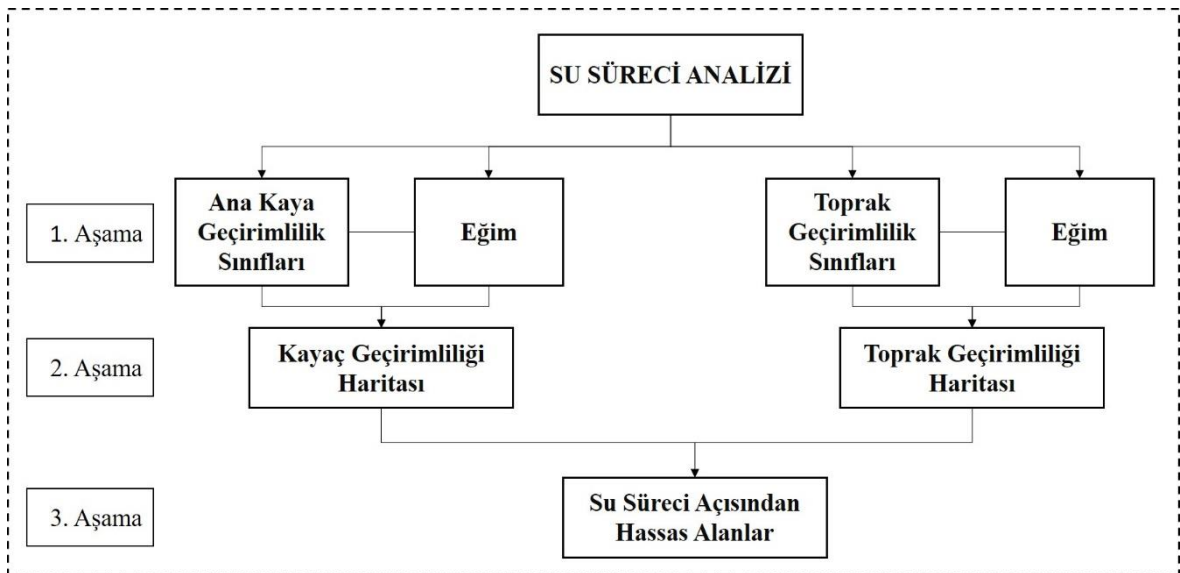 SU SÜRECİ ANALİZİ
1. Aşama
Ana Kaya
Geçirimlilik
Sınıfları
Eğim
Toprak
Geçirimlilik
Sınıfları
Eğim
2. Aşama
Kayaç Geçirimliliği
Haritası
Toprak Geçirimliliği
Haritası
3. Aşama
Su Süreci Açısından
Hassas Alanlar